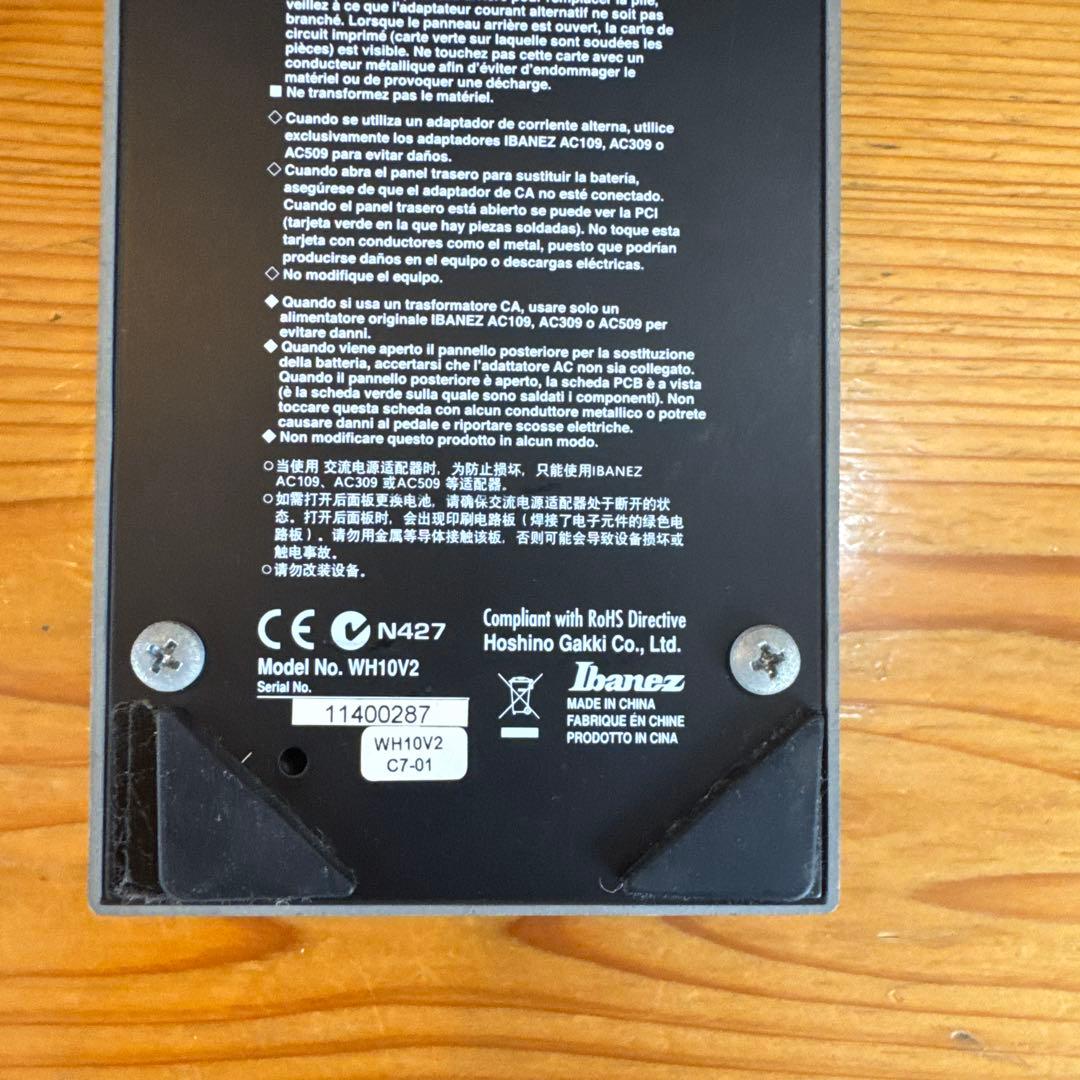 veillez à ce que l'adaptateur courant alternatif ne soit pas
branché. Lorsque le panneau arrière est ouvert, la carte de
circuit imprimé (carte verte sur laquelle sont soudées les
pièces) est visible. Ne touchez pas cette carte avec un
conducteur métallique afin d'éviter d'endommager le
matériel ou de provoquer une décharge.
■ Ne transformez pas le matériel.
◇ Cuando se utiliza un adaptador de corriente alterna, utilice
exclusivamente los adaptadores IBANEZ AC109, AC309 o
AC509 para evitar daños.
◇ Cuando abra el panel trasero para sustituir la batería,
asegúrese de que el adaptador de CA no esté conectado.
Cuando el panel trasero está abierto se puede ver la PCI
(tarjeta verde en la que hay piezas soldadas). No toque esta
tarjeta con conductores como el metal, puesto que podrían
producirse daños en el equipo o descargas eléctricas.
◇ No modifique el equipo.
◆ Quando si usa un trasformatore CA, usare solo un
alimentatore originale IBANEZ AC109, AC309 o AC509 per
evitare danni.
◆ Quando viene aperto il pannello posteriore per la sostituzione
della batteria, accertarsi che l'adattatore AC non sia collegato.
Quando il pannello posteriore è aperto, la scheda PCB è a vista
(è la scheda verde sulla quale sono saldati i componenti). Non
toccare questa scheda con alcun conduttore metallico o potrete
causare danni al pedale e riportare scosse elettriche.
◆ Non modificare questo prodotto in alcun modo.
○当使用 交流电源适配器时，为防止损坏，只能使用IBANEZ
AC109、AC309 或AC509 等适配器。
○如需打开后面板更换电池，请确保交流电源适配器处于断开的状
态。打开后面板时，会出现印刷电路板（焊接了电子元件的绿色电
路板）。请勿用金属等导体接触该板，否则可能会导致设备损坏或
触电事故。
○请勿改装设备。
CE N427
Compliant with RoHS Directive
Hoshino Gakki Co., Ltd.
Model No. WH10V2
Serial No.
11400287
WH10V2
C7-01
Ibanez
MADE IN CHINA
FABRIQUE ÉN CHINE
PRODOTTO IN CINA